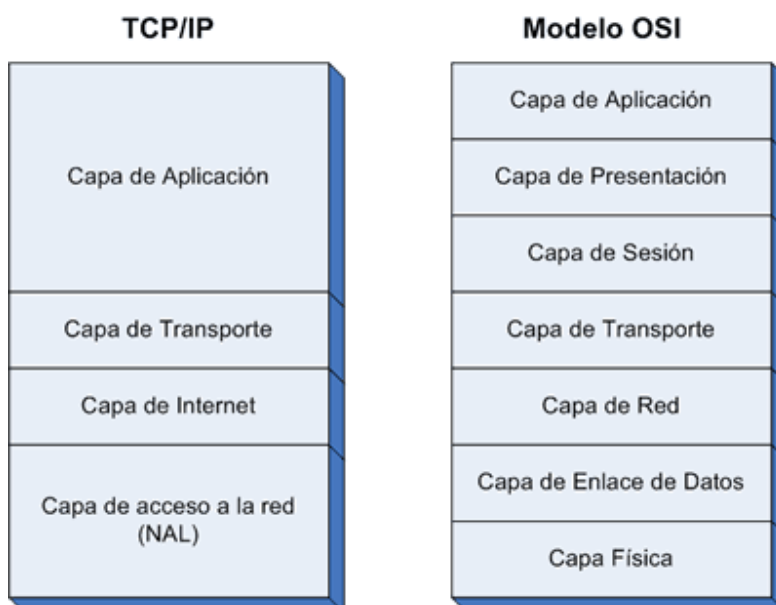 TCP/IP
Capa de Aplicación
Capa de Transporte
Capa de Internet
Capa de acceso a la red
(NAL)
Modelo OSI
Capa de Aplicación
Capa de Presentación
Capa de Sesión
Capa de Transporte
Capa de Red
Capa de Enlace de Datos
Capa Física